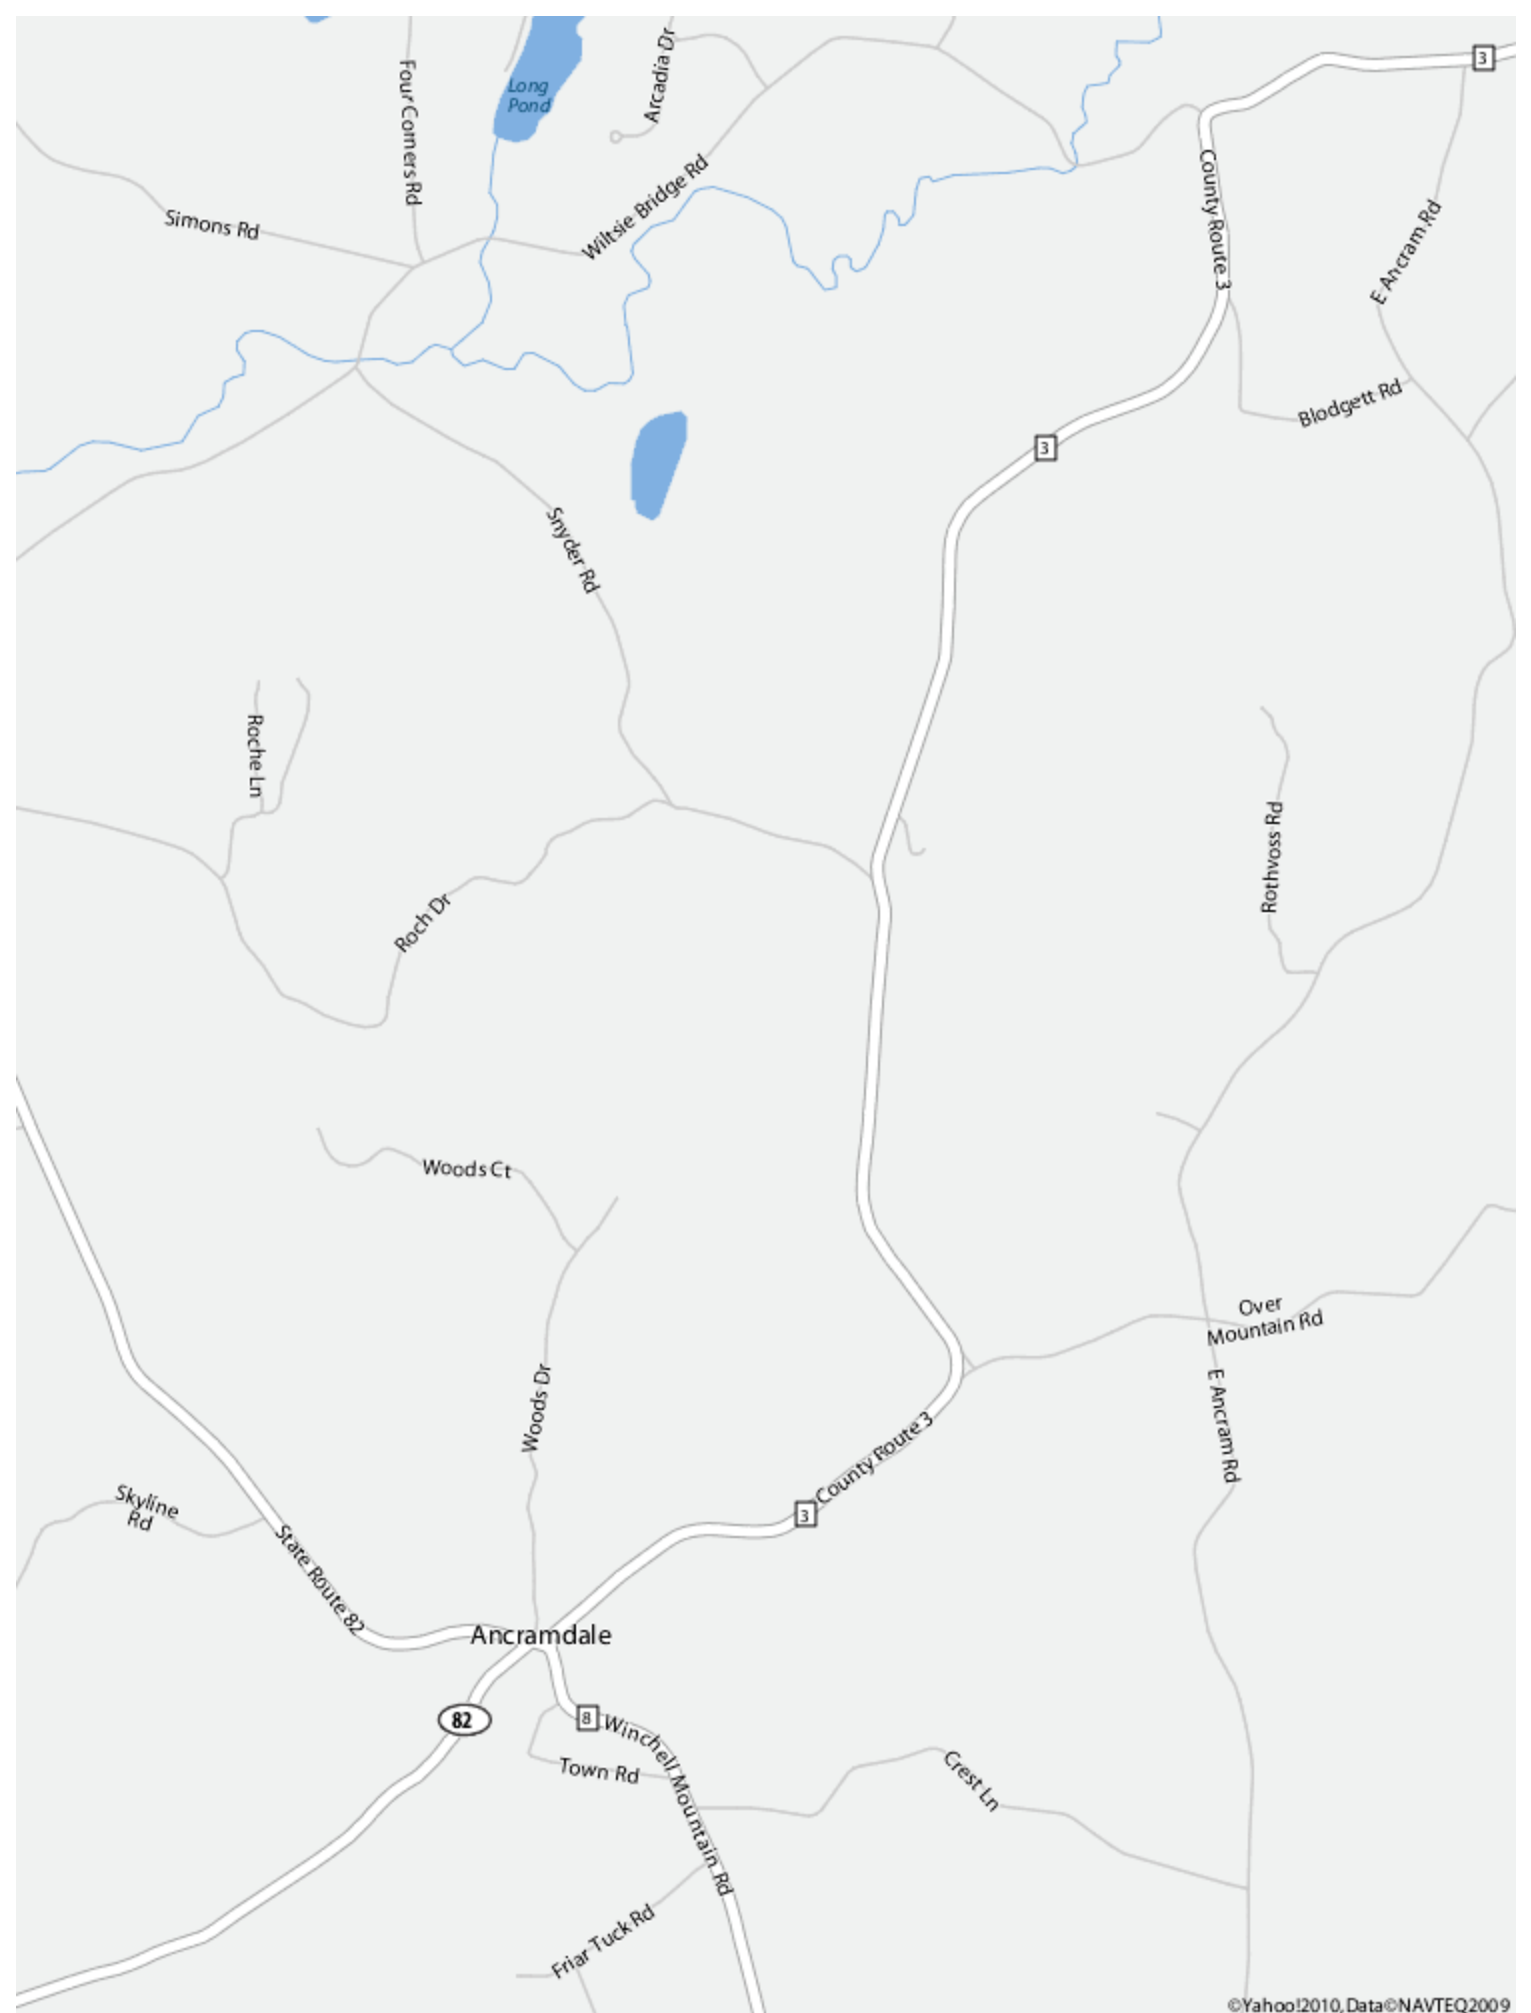 3
Arcadia Dr
Four Corners Rd
Long
Pond
Wiltsie Bridge Rd
County Route 3
E Ancram Rd
Simons Rd
Blodgett Rd
3
Snyder Rd
Roche Ln
Rothvoss Rd
Roch Dr
Woods Ct
Over
Mountain Rd
Woods Dr
E Ancram Rd
County Route 3
Skyline
Rd
3
State Route 82
Ancramdale
82
8
Winchell Mountain Rd
Town Rd
Crest Ln
Friar Tuck Rd
©Yahoo!2010, Data©NAVTEQ2009